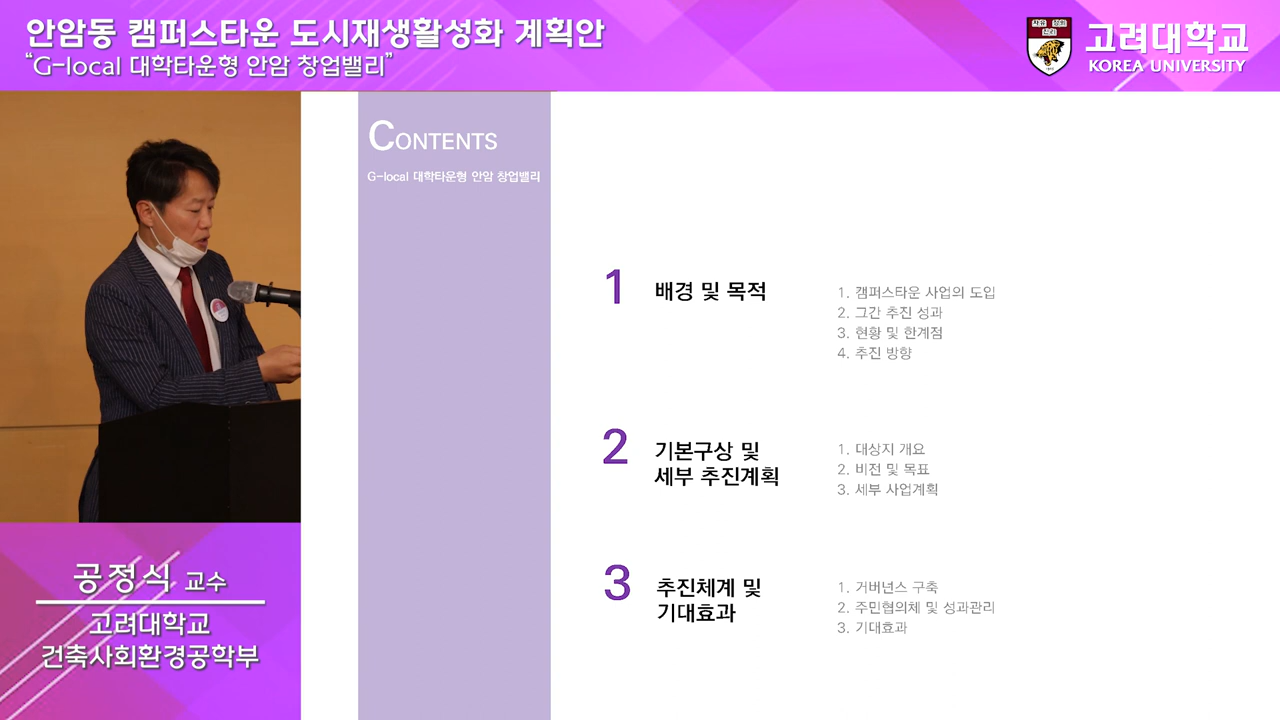 안암동 캠퍼스타운 도시재생활성화 계획안
“G-local 대학타운형 안암 창업밸리”
자유 정의
진리
고려대학교
KOREA UNIVERSITY
CONTENTS
G-local 대학타운형 안암 창업밸리
1 배경 및 목적
1. 캠퍼스타운 사업의 도입
2. 그간 추진 성과
3. 현황 및 한계점
4. 추진 방향
2 기본구상 및
세부 추진계획
1. 대상지 개요
2. 비전 및 목표
3. 세부 사업계획
3 추진체계 및
기대효과
1. 거버넌스 구축
2. 주민협의체 및 성과관리
3. 기대효과
공정식 교수
고려대학교
건축사회환경공학부